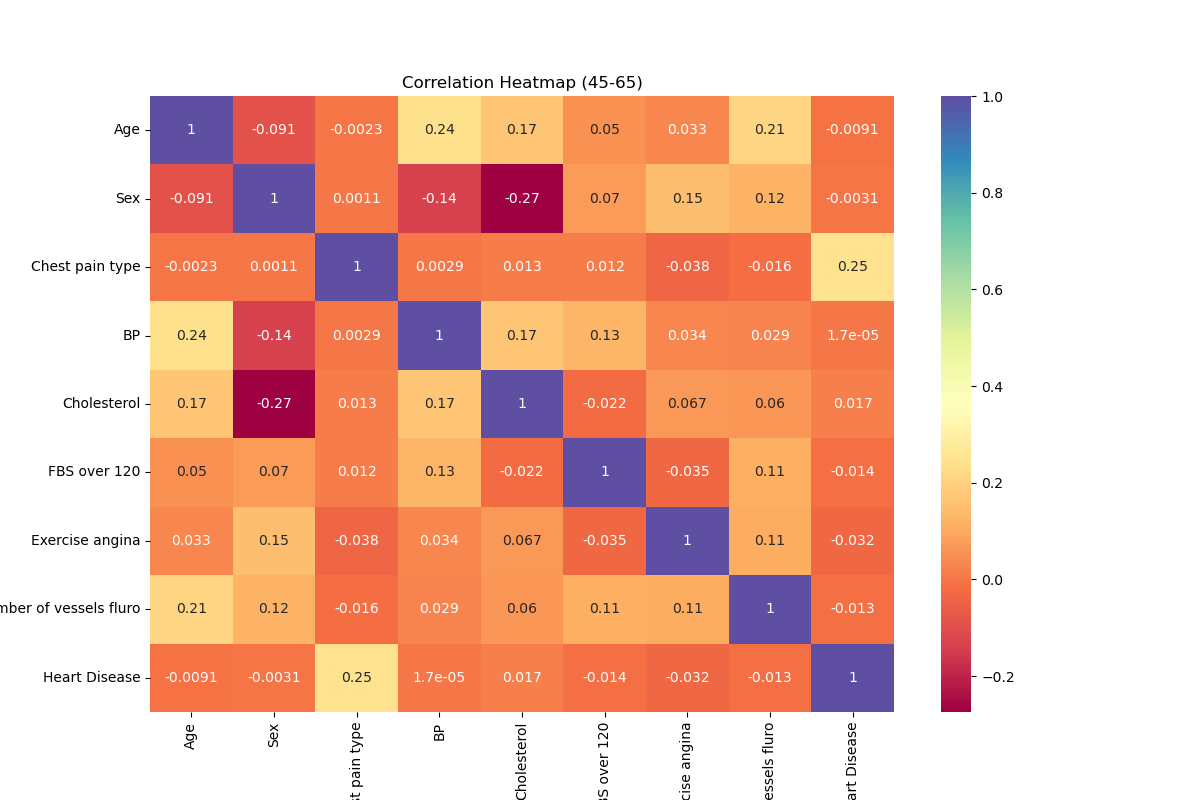 Correlation Heatmap (45-65)
Age 1 -0.091 -0.0023 0.24 0.17 0.05 0.033 0.21 -0.0091
Sex -0.091 1 0.0011 -0.14 -0.27 0.07 0.15 0.12 -0.0031
Chest pain type -0.0023 0.0011 1 0.0029 0.013 0.012 -0.038 -0.016 0.25
BP 0.24 -0.14 0.0029 1 0.17 0.13 0.034 0.029 1.7e-05
Cholesterol 0.17 -0.27 0.013 0.17 1 -0.022 0.067 0.06 0.017
FBS over 120 0.05 0.07 0.012 0.13 -0.022 1 -0.035 0.11 -0.014
Exercise angina 0.033 0.15 -0.038 0.034 0.067 -0.035 1 0.11 -0.032
mber of vessels fluro 0.21 0.12 -0.016 0.029 0.06 0.11 0.11 1 -0.013
Heart Disease -0.0091 -0.0031 0.25 1.7e-05 0.017 -0.014 -0.032 -0.013 1
Age
Sex
st pain type
BP
Cholesterol
BS over 120
cise angina
essels fluro
art Disease
1.0
0.8
0.6
0.4
0.2
0.0
−0.2